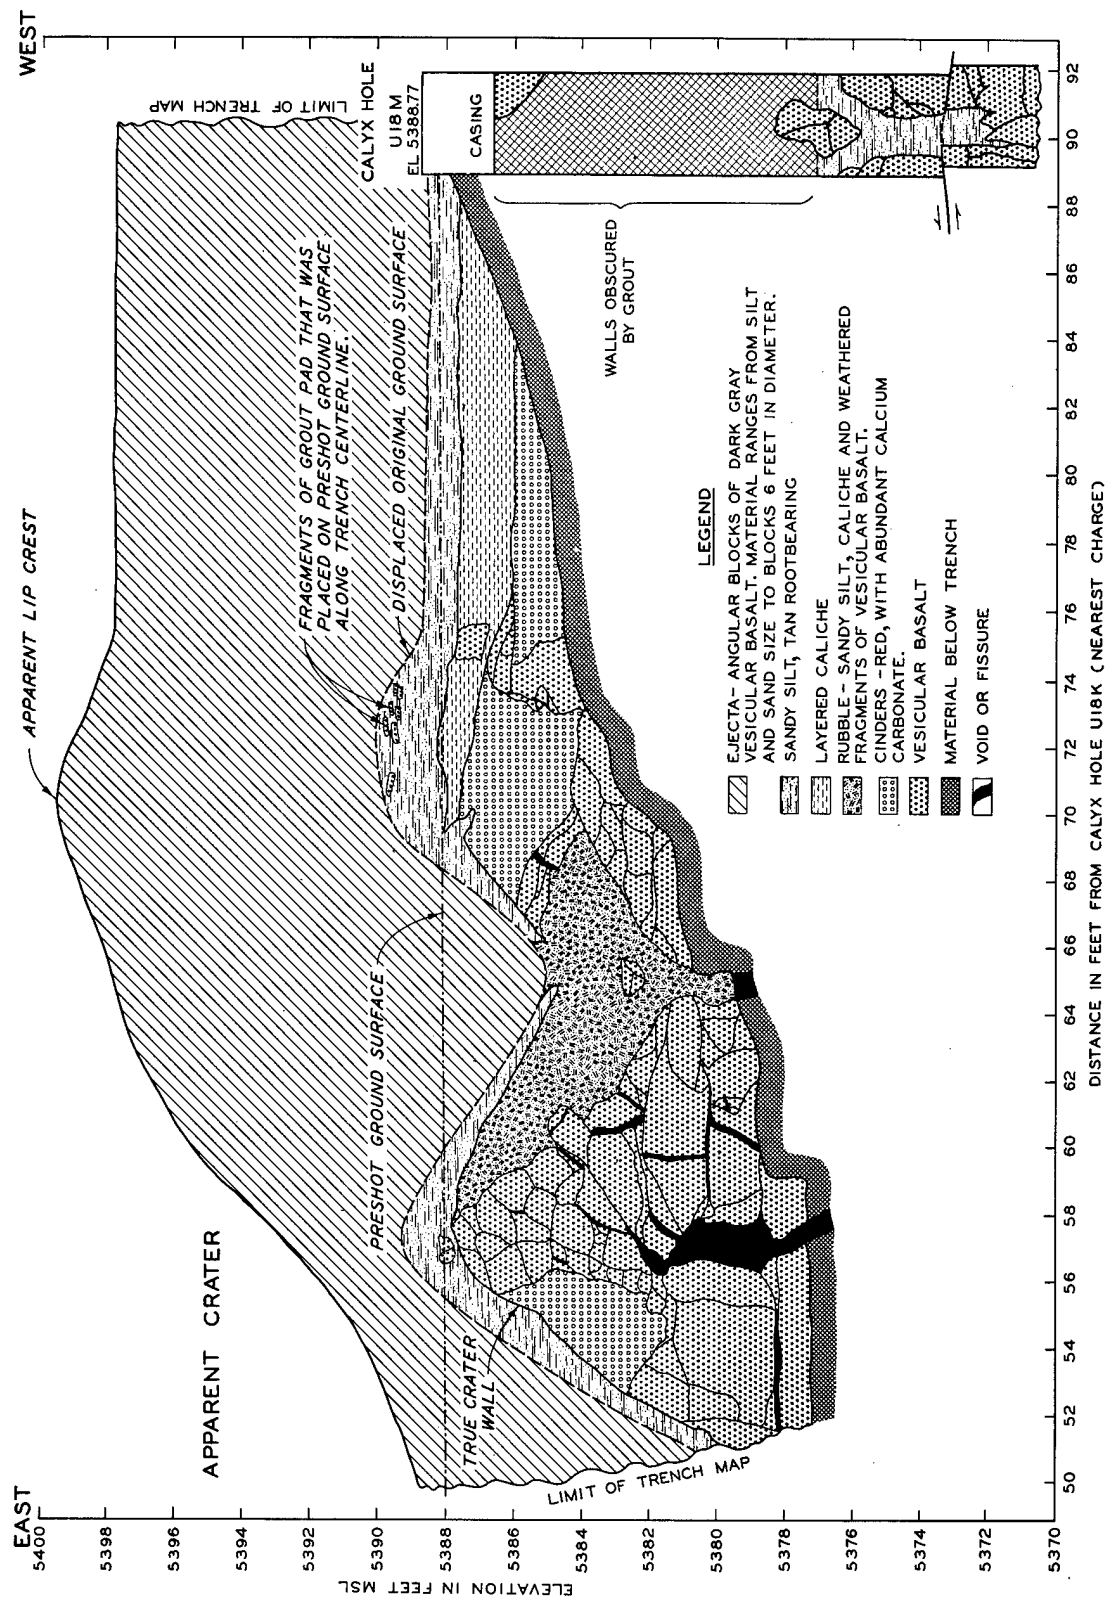 EAST
WEST
APPARENT LIP CREST
APPARENT CRATER
LIMIT OF TRENCH MAP
CALYX HOLE
U18M
EL 5388.77
CASING
FRAGMENTS OF GROUT PAD THAT WAS
PLACED ON PRESHOT GROUND SURFACE
ALONG TRENCH CENTERLINE.
DISPLACED ORIGINAL GROUND SURFACE
PRESHOT GROUND SURFACE
TRUE CRATER
WALL
LIMIT OF TRENCH MAP
WALLS OBSCURED
BY GROUT
LEGEND
EJECTA - ANGULAR BLOCKS OF DARK GRAY
VESICULAR BASALT. MATERIAL RANGES FROM SILT
AND SAND SIZE TO BLOCKS 6 FEET IN DIAMETER.
SANDY SILT, TAN ROOTBEARING
LAYERED CALICHE
RUBBLE - SANDY SILT, CALICHE AND WEATHERED
FRAGMENTS OF VESICULAR BASALT.
CINDERS - RED, WITH ABUNDANT CALCIUM
CARBONATE.
VESICULAR BASALT
MATERIAL BELOW TRENCH
VOID OR FISSURE
ELEVATION IN FEET MSL
5400
5398
5396
5394
5392
5390
5388
5386
5384
5382
5380
5378
5376
5374
5372
5370
50 52 54 56 58 60 62 64 66 68 70 72 74 76 78 80 82 84 86 88 90 92
DISTANCE IN FEET FROM CALYX HOLE U18K (NEAREST CHARGE)